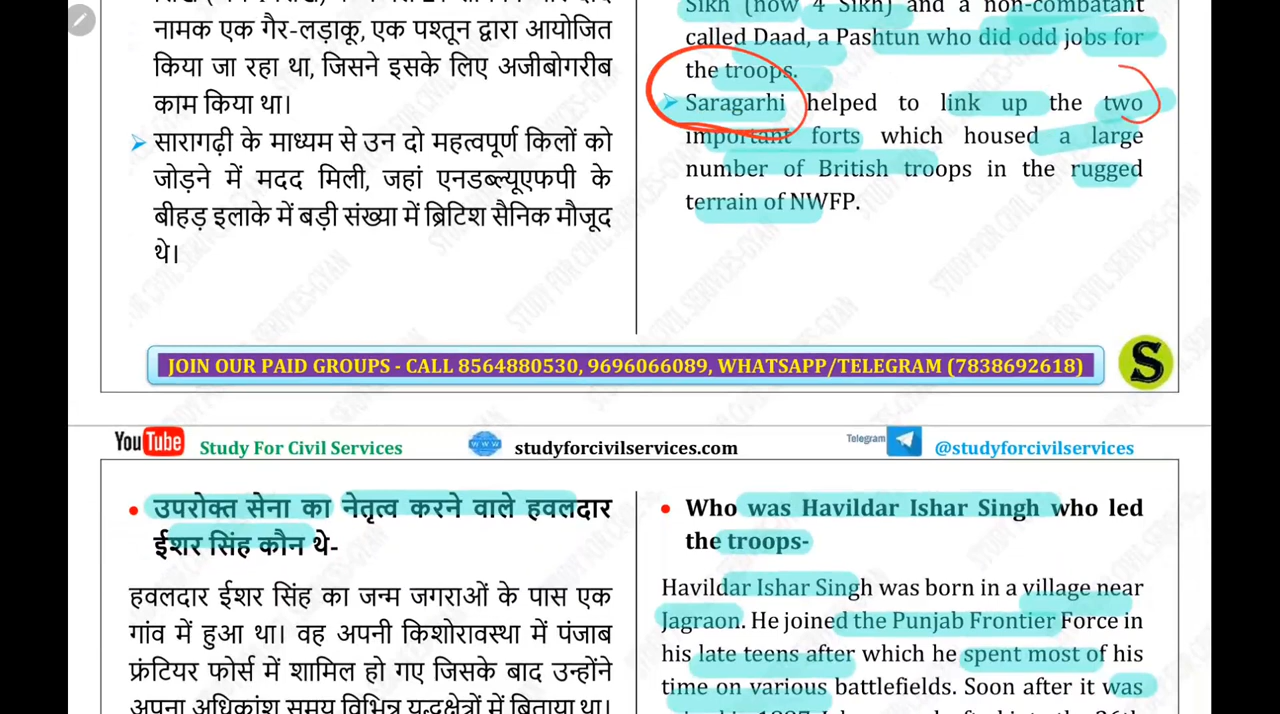 नामक एक गैर-लड़ाकू, एक पश्तून द्वारा आयोजित
किया जा रहा था, जिसने इसके लिए अजीबोगरीब
काम किया था।
सारागढ़ी के माध्यम से उन दो महत्वपूर्ण किलों को
जोड़ने में मदद मिली, जहां एनडब्ल्यूएफपी के
बीहड़ इलाके में बड़ी संख्या में ब्रिटिश सैनिक मौजूद
थे।
Sikh (now 4 Sikh) and a non-combatant
called Daad, a Pashtun who did odd jobs for
the troops.
Saragarhi helped to link up the two
important forts which housed a large
number of British troops in the rugged
terrain of NWFP.
JOIN OUR PAID GROUPS - CALL 8564880530, 9696066089, WHATSAPP/TELEGRAM (7838692618)
S
YouTube Study For Civil Services www studyforcivilservices.com Telegram @studyforcivilservices
उपरोक्त सेना का नेतृत्व करने वाले हवलदार
ईशर सिंह कौन थे-
हवलदार ईशर सिंह का जन्म जगराओं के पास एक
गांव में हुआ था। वह अपनी किशोरावस्था में पंजाब
फ्रंटियर फोर्स में शामिल हो गए जिसके बाद उन्होंने
अपना अधिकांश समय विभिन्न युद्धक्षेत्रों में बिताया था।
Who was Havildar Ishar Singh who led
the troops-
Havildar Ishar Singh was born in a village near
Jagraon. He joined the Punjab Frontier Force in
his late teens after which he spent most of his
time on various battlefields. Soon after it was